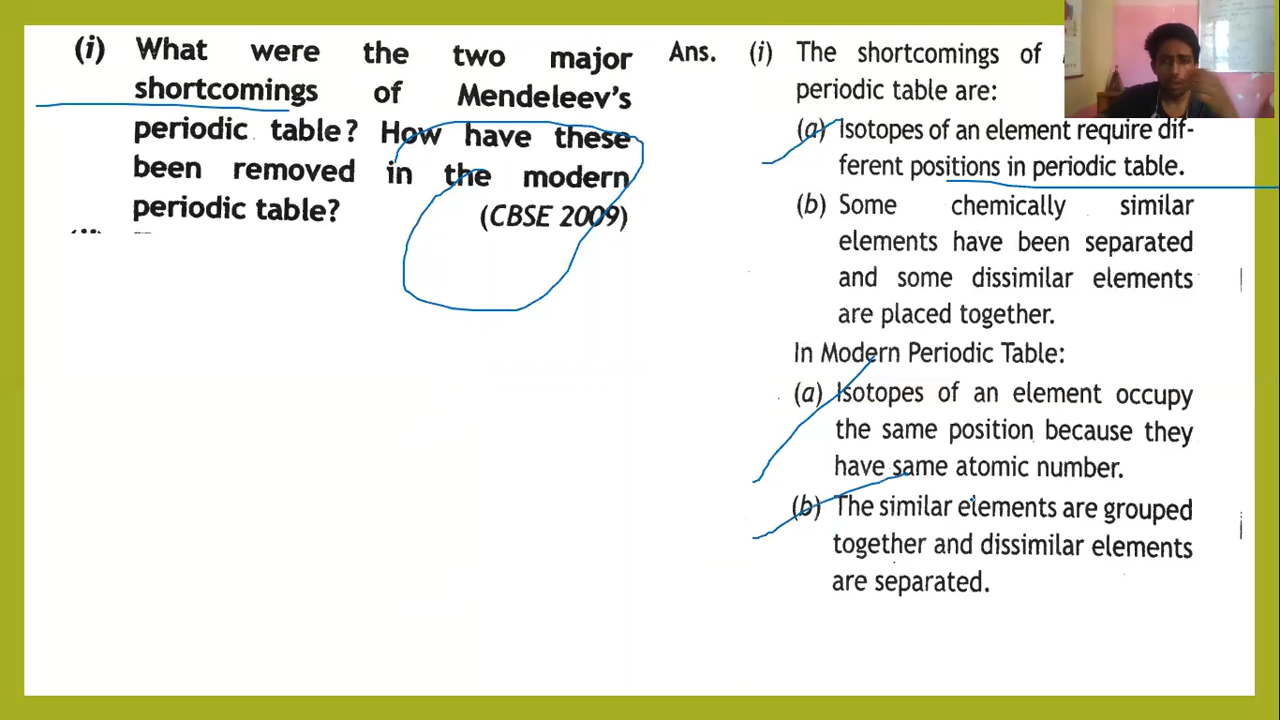 (i) What were the two major
shortcomings of Mendeleev's
periodic table? How have these
been removed in the modern
periodic table? (CBSE 2009)
Ans. (i) The shortcomings of
periodic table are:
(a) Isotopes of an element require dif-
ferent positions in periodic table.
(b) Some chemically similar
elements have been separated
and some dissimilar elements
are placed together.
In Modern Periodic Table:
(a) Isotopes of an element occupy
the same position because they
have same atomic number.
(b) The similar elements are grouped
together and dissimilar elements
are separated.